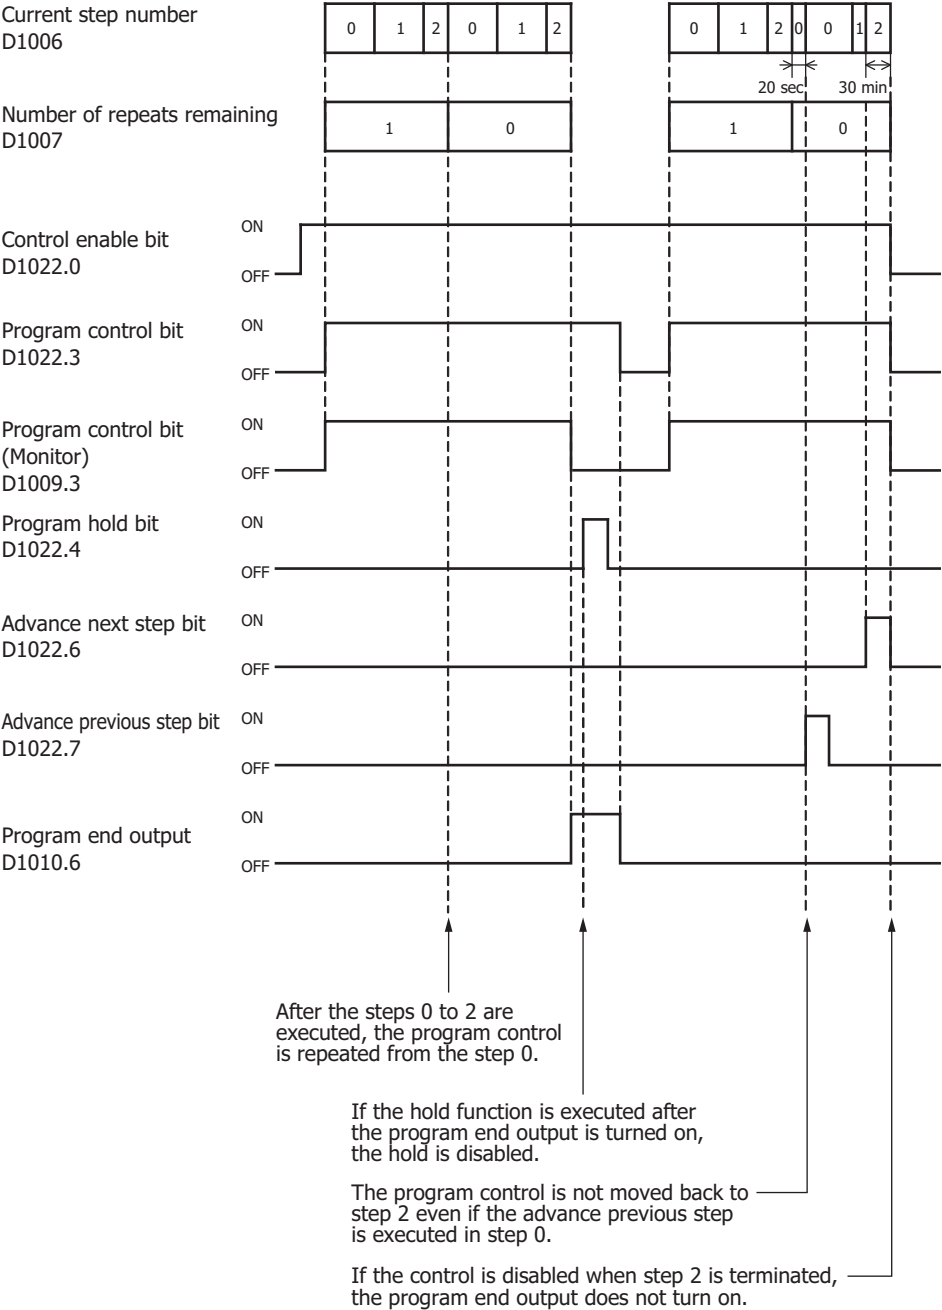 Current step number
D1006
0 1 2 0 1 2 0 1 2 0 0 1 2
20 sec 30 min
Number of repeats remaining
D1007
1 0 1 0
Control enable bit
D1022.0
ON
OFF
Program control bit
D1022.3
ON
OFF
Program control bit
(Monitor)
D1009.3
ON
OFF
Program hold bit
D1022.4
ON
OFF
Advance next step bit
D1022.6
ON
OFF
Advance previous step bit
D1022.7
ON
OFF
Program end output
D1010.6
ON
OFF
After the steps 0 to 2 are
executed, the program control
is repeated from the step 0.
If the hold function is executed after
the program end output is turned on,
the hold is disabled.
The program control is not moved back to
step 2 even if the advance previous step
is executed in step 0.
If the control is disabled when step 2 is terminated,
the program end output does not turn on.